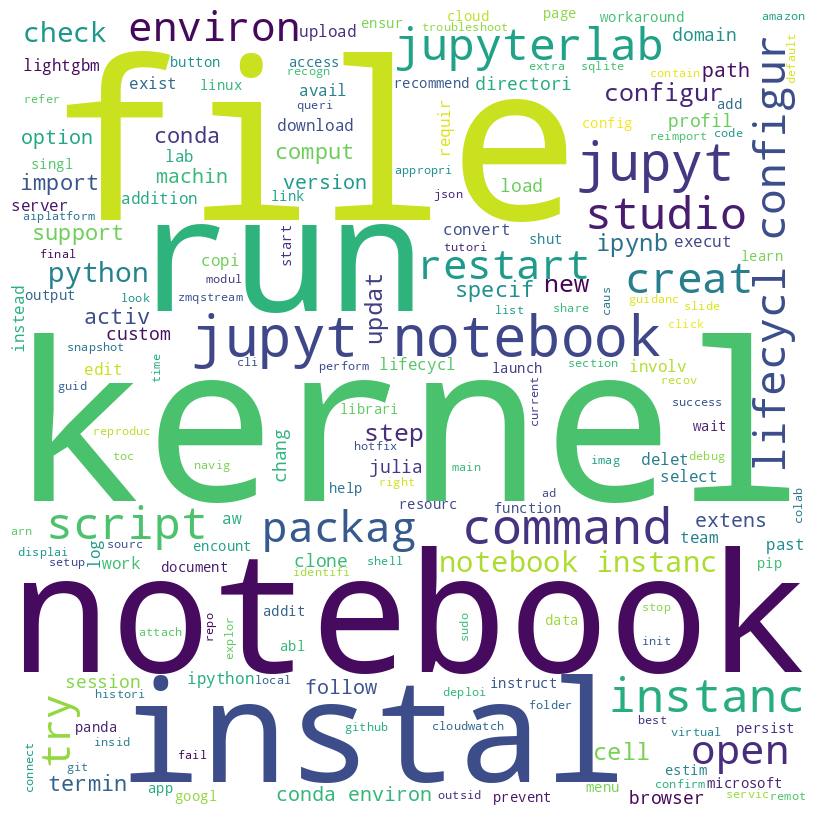 check environ upload ensur cloud page workaround amazon
button troubleshoot
jupyterlab domain
lightgbm access recogn extra sqlite contain path
exist linux avail recommend directori default
refer queri configur add
file
option conda download requir config profil
lab comput reimport code
singl machin appropri jupyt
import version load
server addition link json
aiplatform studio
support convert
final start tutori shut ipynb execut
run
python copi restart creat learn
output modul look zmqstream specif new
instead activ updat list share caus guidanc slide
custom click
snapshot jupyt notebook
time cli perform lifecycl launch section involv recov
edit guid current success
kernel
reproduc librari step wait
toc navig chang hotfix julia main imag delet debug
help right select
resourc ad function colab
lifecycl configur
script aw packag command extens
arn team past
displai sourc encount
setup log work document clone shell notebook instanc pip
identifi
notebook
attach repo explor addit abl sudo data stop init
session ipython local follow instruct instanc
histori deploi folder
instal
try panda github cloudwatch best persist
insid virtual
connect git fail cell open
termin app googl estim confirm microsoft
conda environ outsid prevent menu browser servic remot